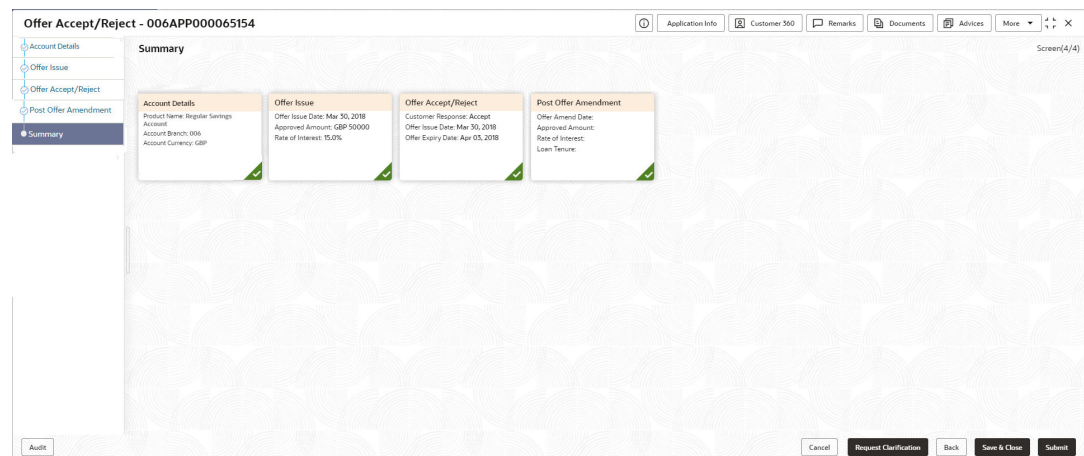 Offer Accept/Reject - 006APP000065154
Application Info
Customer 360
Remarks
Documents
Advices
More
Account Details
Offer Issue
Offer Accept/Reject
Post Offer Amendment
Summary
Summary
Screen(4/4)
Account Details
Product Name: Regular Savings
Account
Account Branch: 006
Account Currency: GBP
Offer Issue
Offer Issue Date: Mar 30, 2018
Approved Amount: GBP 50000
Rate of Interest: 15.0%
Offer Accept/Reject
Customer Response: Accept
Offer Issue Date: Mar 30, 2018
Offer Expiry Date: Apr 03, 2018
Post Offer Amendment
Offer Amend Date:
Approved Amount:
Rate of Interest:
Loan Tenure:
Audit
Cancel
Request Clarification
Back
Save & Close
Submit